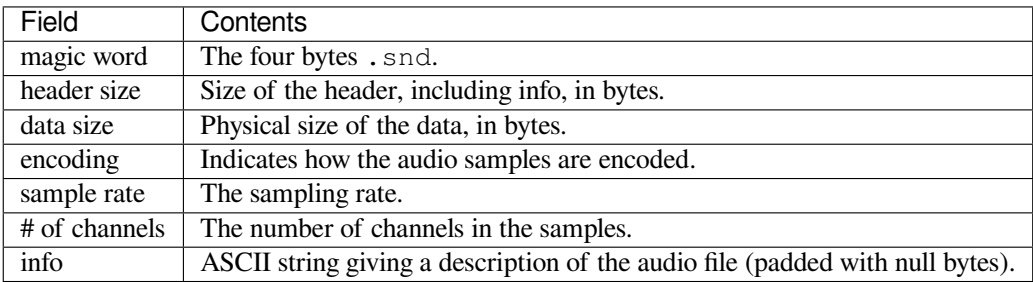 Field Contents
magic word The four bytes .snd.
header size Size of the header, including info, in bytes.
data size Physical size of the data, in bytes.
encoding Indicates how the audio samples are encoded.
sample rate The sampling rate.
# of channels The number of channels in the samples.
info ASCII string giving a description of the audio file (padded with null bytes).